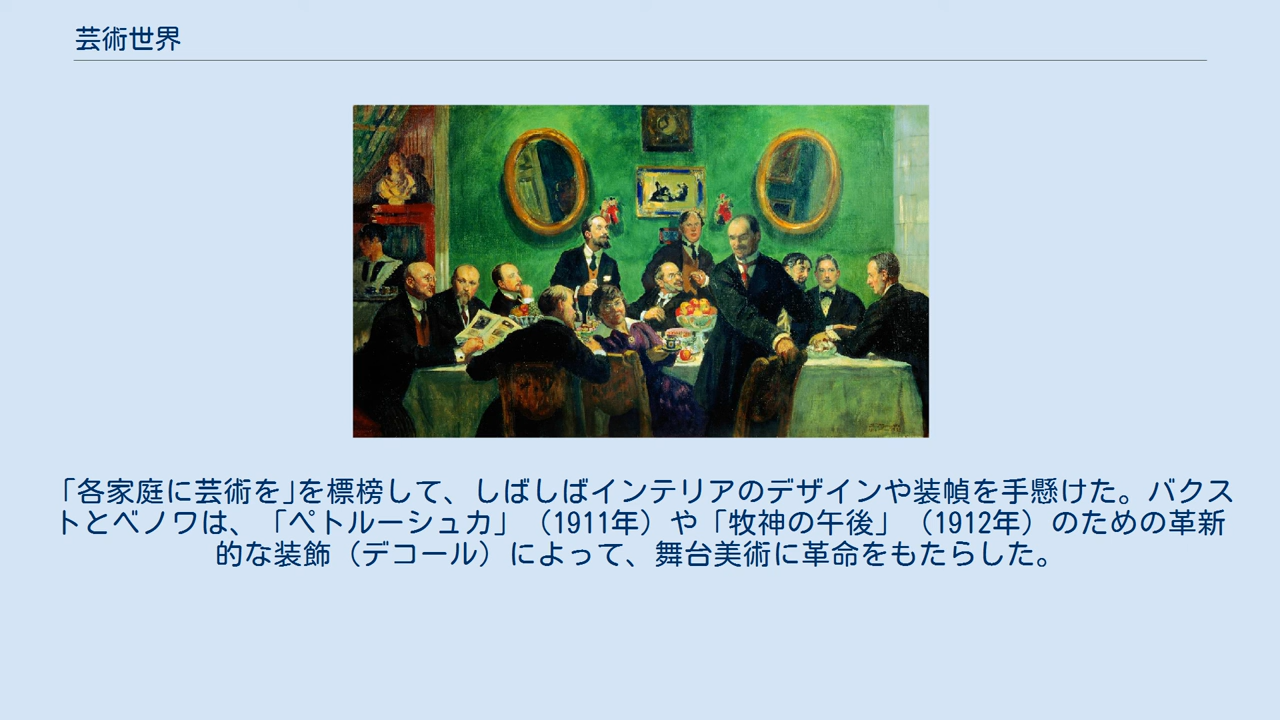 芸術世界
「各家庭に芸術を」を標榜して、しばしばインテリアのデザインや装幀を手懸けた。バクス
トとベノワは、「ペトルーシュカ」（1911年）や「牧神の午後」（1912年）のための革新
的な装飾（デコール）によって、舞台美術に革命をもたらした。